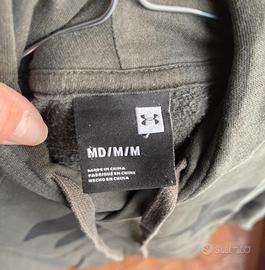 MD/M/M
MADE IN CHINA
FABRIQUÉ EN CHINE
HECHO EN CHINA
subito